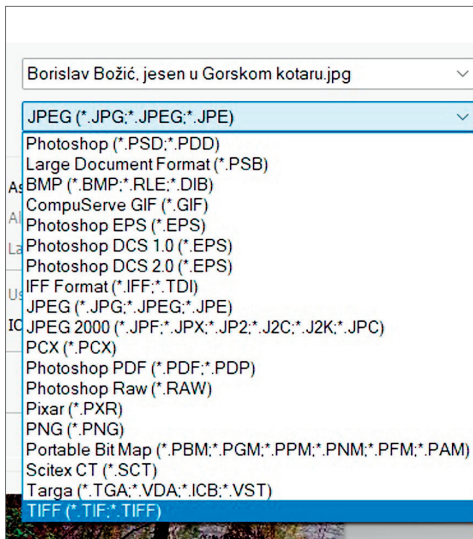 Borislav Božić, jesen u Gorskom kotaru.jpg
JPEG (*.JPG;*.JPEG;*.JPE)
Photoshop (*.PSD;*.PDD)
Large Document Format (*.PSB)
BMP (*.BMP;*.RLE;*.DIB)
CompuServe GIF (*.GIF)
Photoshop EPS (*.EPS)
Photoshop DCS 1.0 (*.EPS)
Photoshop DCS 2.0 (*.EPS)
IFF Format (*.IFF;*.TDI)
JPEG (*.JPG;*.JPEG;*.JPE)
JPEG 2000 (*.JPF;*.JPX;*.JP2;*.J2C;*.J2K;*.JPC)
PCX (*.PCX)
Photoshop PDF (*.PDF;*.PDP)
Photoshop Raw (*.RAW)
Pixar (*.PXR)
PNG (*.PNG)
Portable Bit Map (*.PBM;*.PGM;*.PPM;*.PNM;*.PFM;*.PAM)
Scitex CT (*.SCT)
Targa (*.TGA;*.VDA;*.ICB;*.VST)
TIFF (*.TIF;*.TIFF)